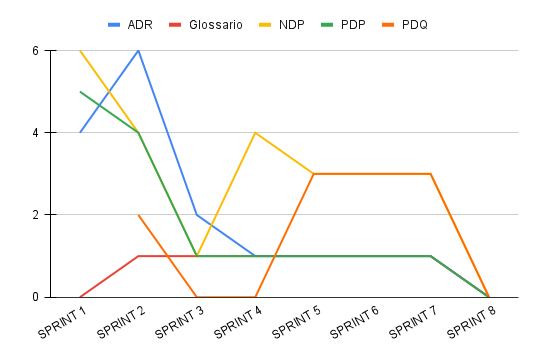 ADR Glossario NDP PDP PDQ
6
4
2
0
SPRINT 1 SPRINT 2 SPRINT 3 SPRINT 4 SPRINT 5 SPRINT 6 SPRINT 7 SPRINT 8